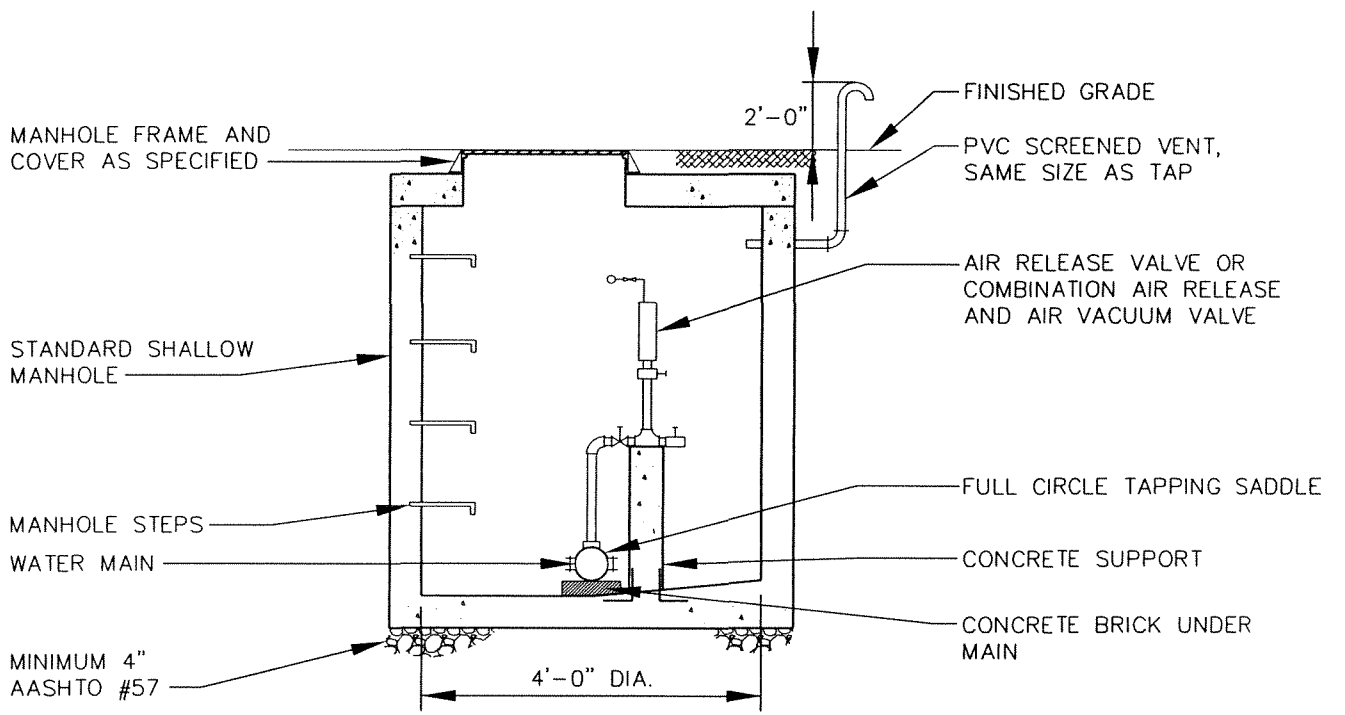 MANHOLE FRAME AND
COVER AS SPECIFIED
STANDARD SHALLOW
MANHOLE
MANHOLE STEPS
WATER MAIN
MINIMUM 4"
AASHTO #57
4'-0" DIA.
2'-0"
FINISHED GRADE
PVC SCREENED VENT,
SAME SIZE AS TAP
AIR RELEASE VALVE OR
COMBINATION AIR RELEASE
AND AIR VACUUM VALVE
FULL CIRCLE TAPPING SADDLE
CONCRETE SUPPORT
CONCRETE BRICK UNDER
MAIN